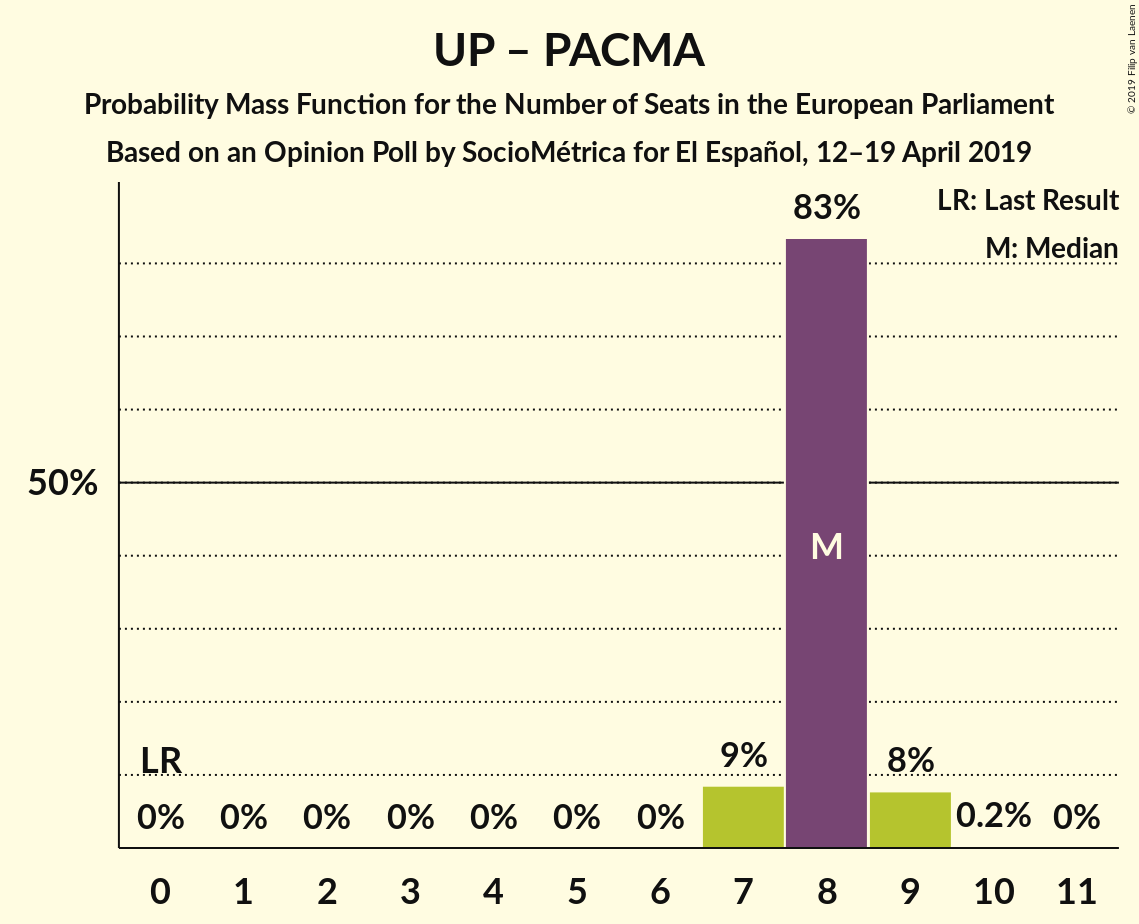 UP – PACMA
Probability Mass Function for the Number of Seats in the European Parliament
Based on an Opinion Poll by SocioMétrica for El Español, 12–19 April 2019
© 2019 Filip van Laenen
LR: Last Result
M: Median
83%
50%
M
LR
9%
8%
0% 0% 0% 0% 0% 0% 0% 0.2% 0%
0 1 2 3 4 5 6 7 8 9 10 11